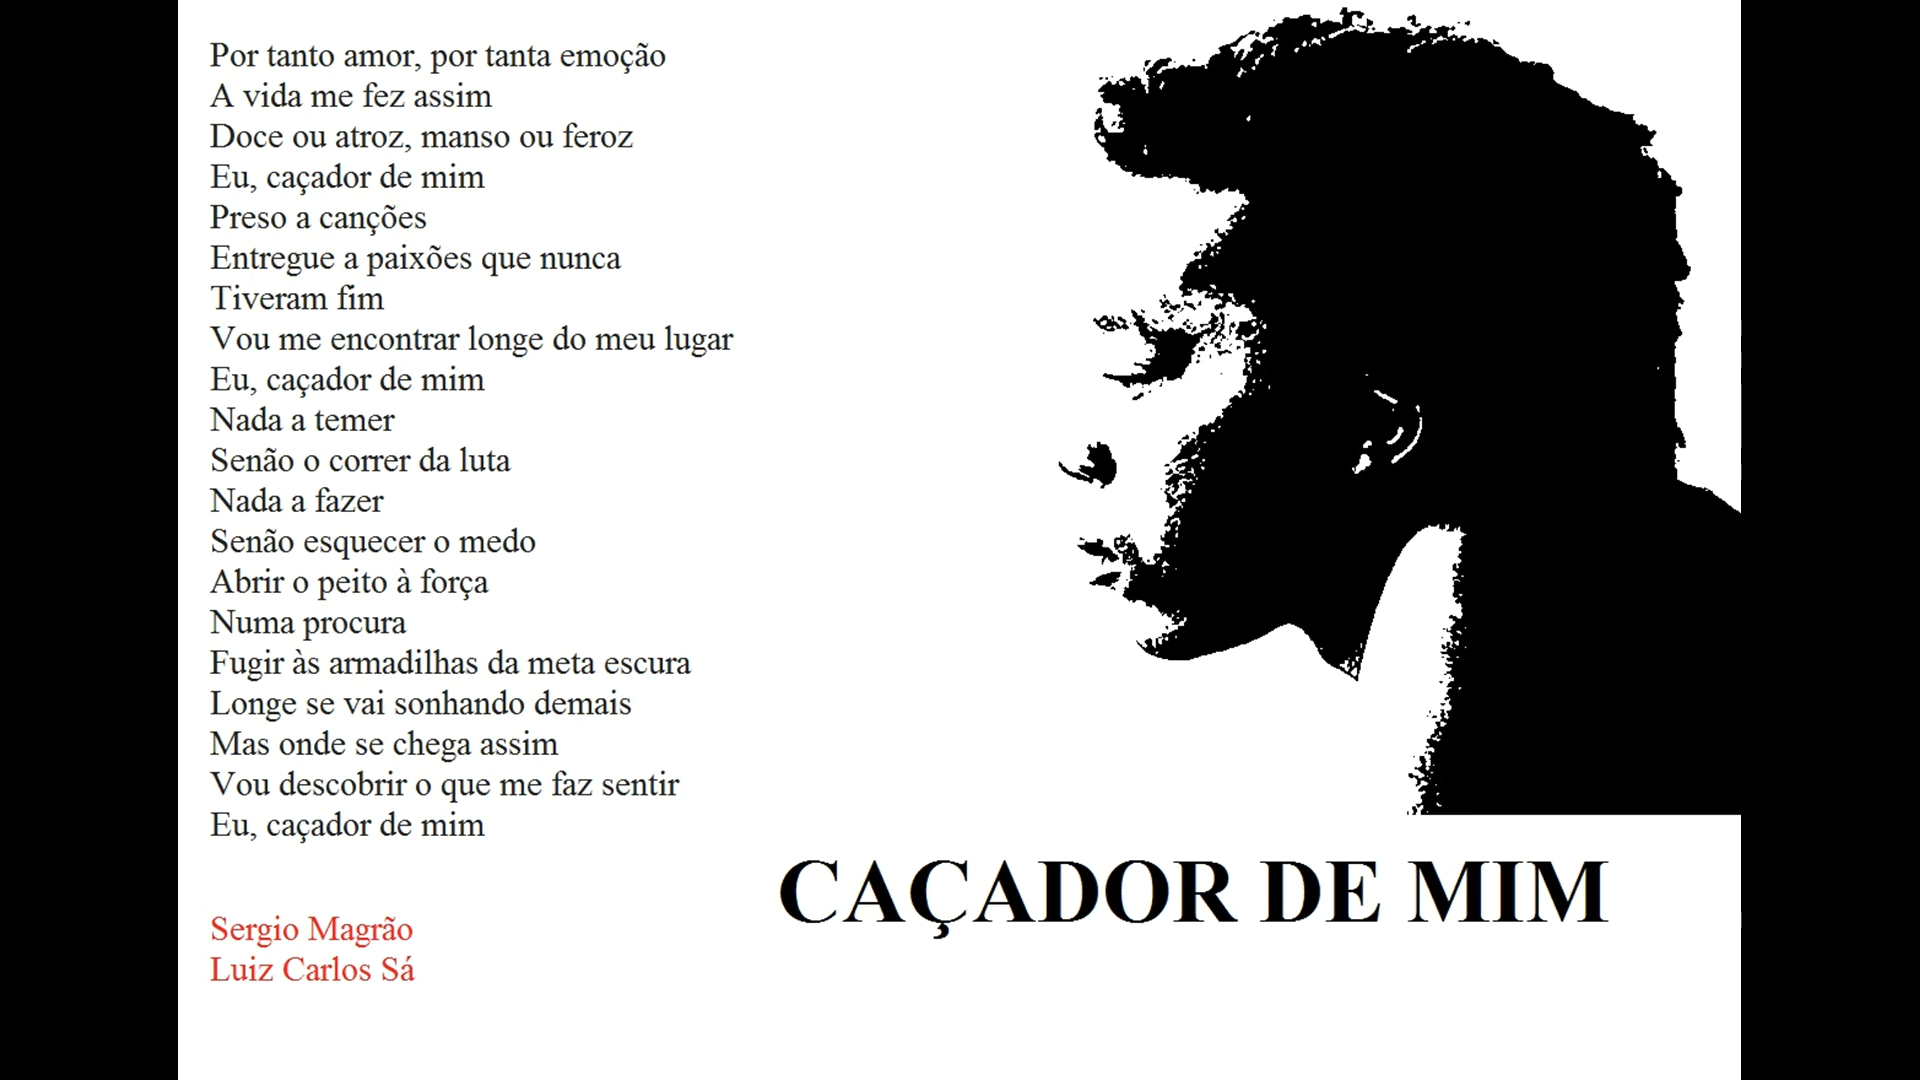 Por tanto amor, por tanta emoção
A vida me fez assim
Doce ou atroz, manso ou feroz
Eu, caçador de mim
Preso a canções
Entregue a paixões que nunca
Tiveram fim
Vou me encontrar longe do meu lugar
Eu, caçador de mim
Nada a temer
Senão o correr da luta
Nada a fazer
Senão esquecer o medo
Abrir o peito à força
Numa procura
Fugir às armadilhas da meta escura
Longe se vai sonhando demais
Mas onde se chega assim
Vou descobrir o que me faz sentir
Eu, caçador de mim
Sergio Magrão
Luiz Carlos Sá
CAÇADOR DE MIM